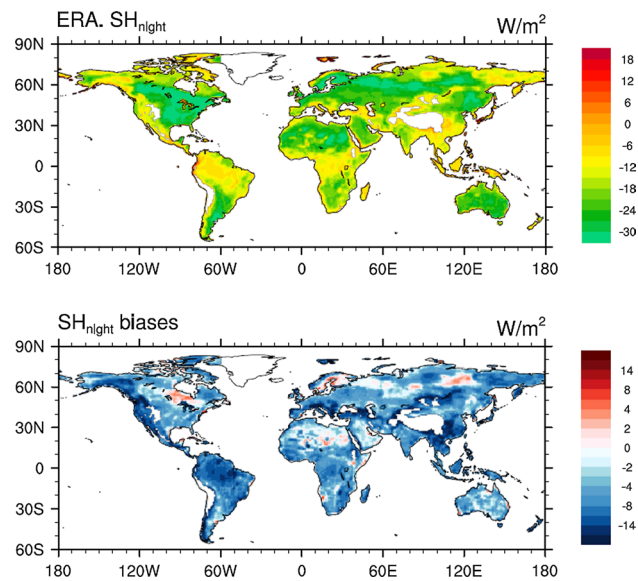 ERA. SHnight W/m²
90N
60N
30N
0
30S
60S
180 120W 60W 0 60E 120E 180
18
12
6
0
-6
-12
-18
-24
-30
SHnight biases W/m²
90N
60N
30N
0
30S
60S
180 120W 60W 0 60E 120E 180
14
8
4
2
0
-2
-4
-8
-14